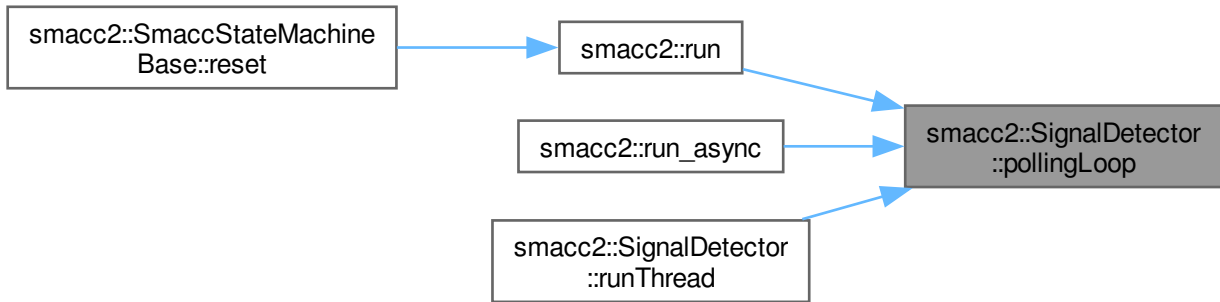 smacc2::SmaccStateMachine
Base::reset
smacc2::run
smacc2::run_async
smacc2::SignalDetector
::runThread
smacc2::SignalDetector
::pollingLoop